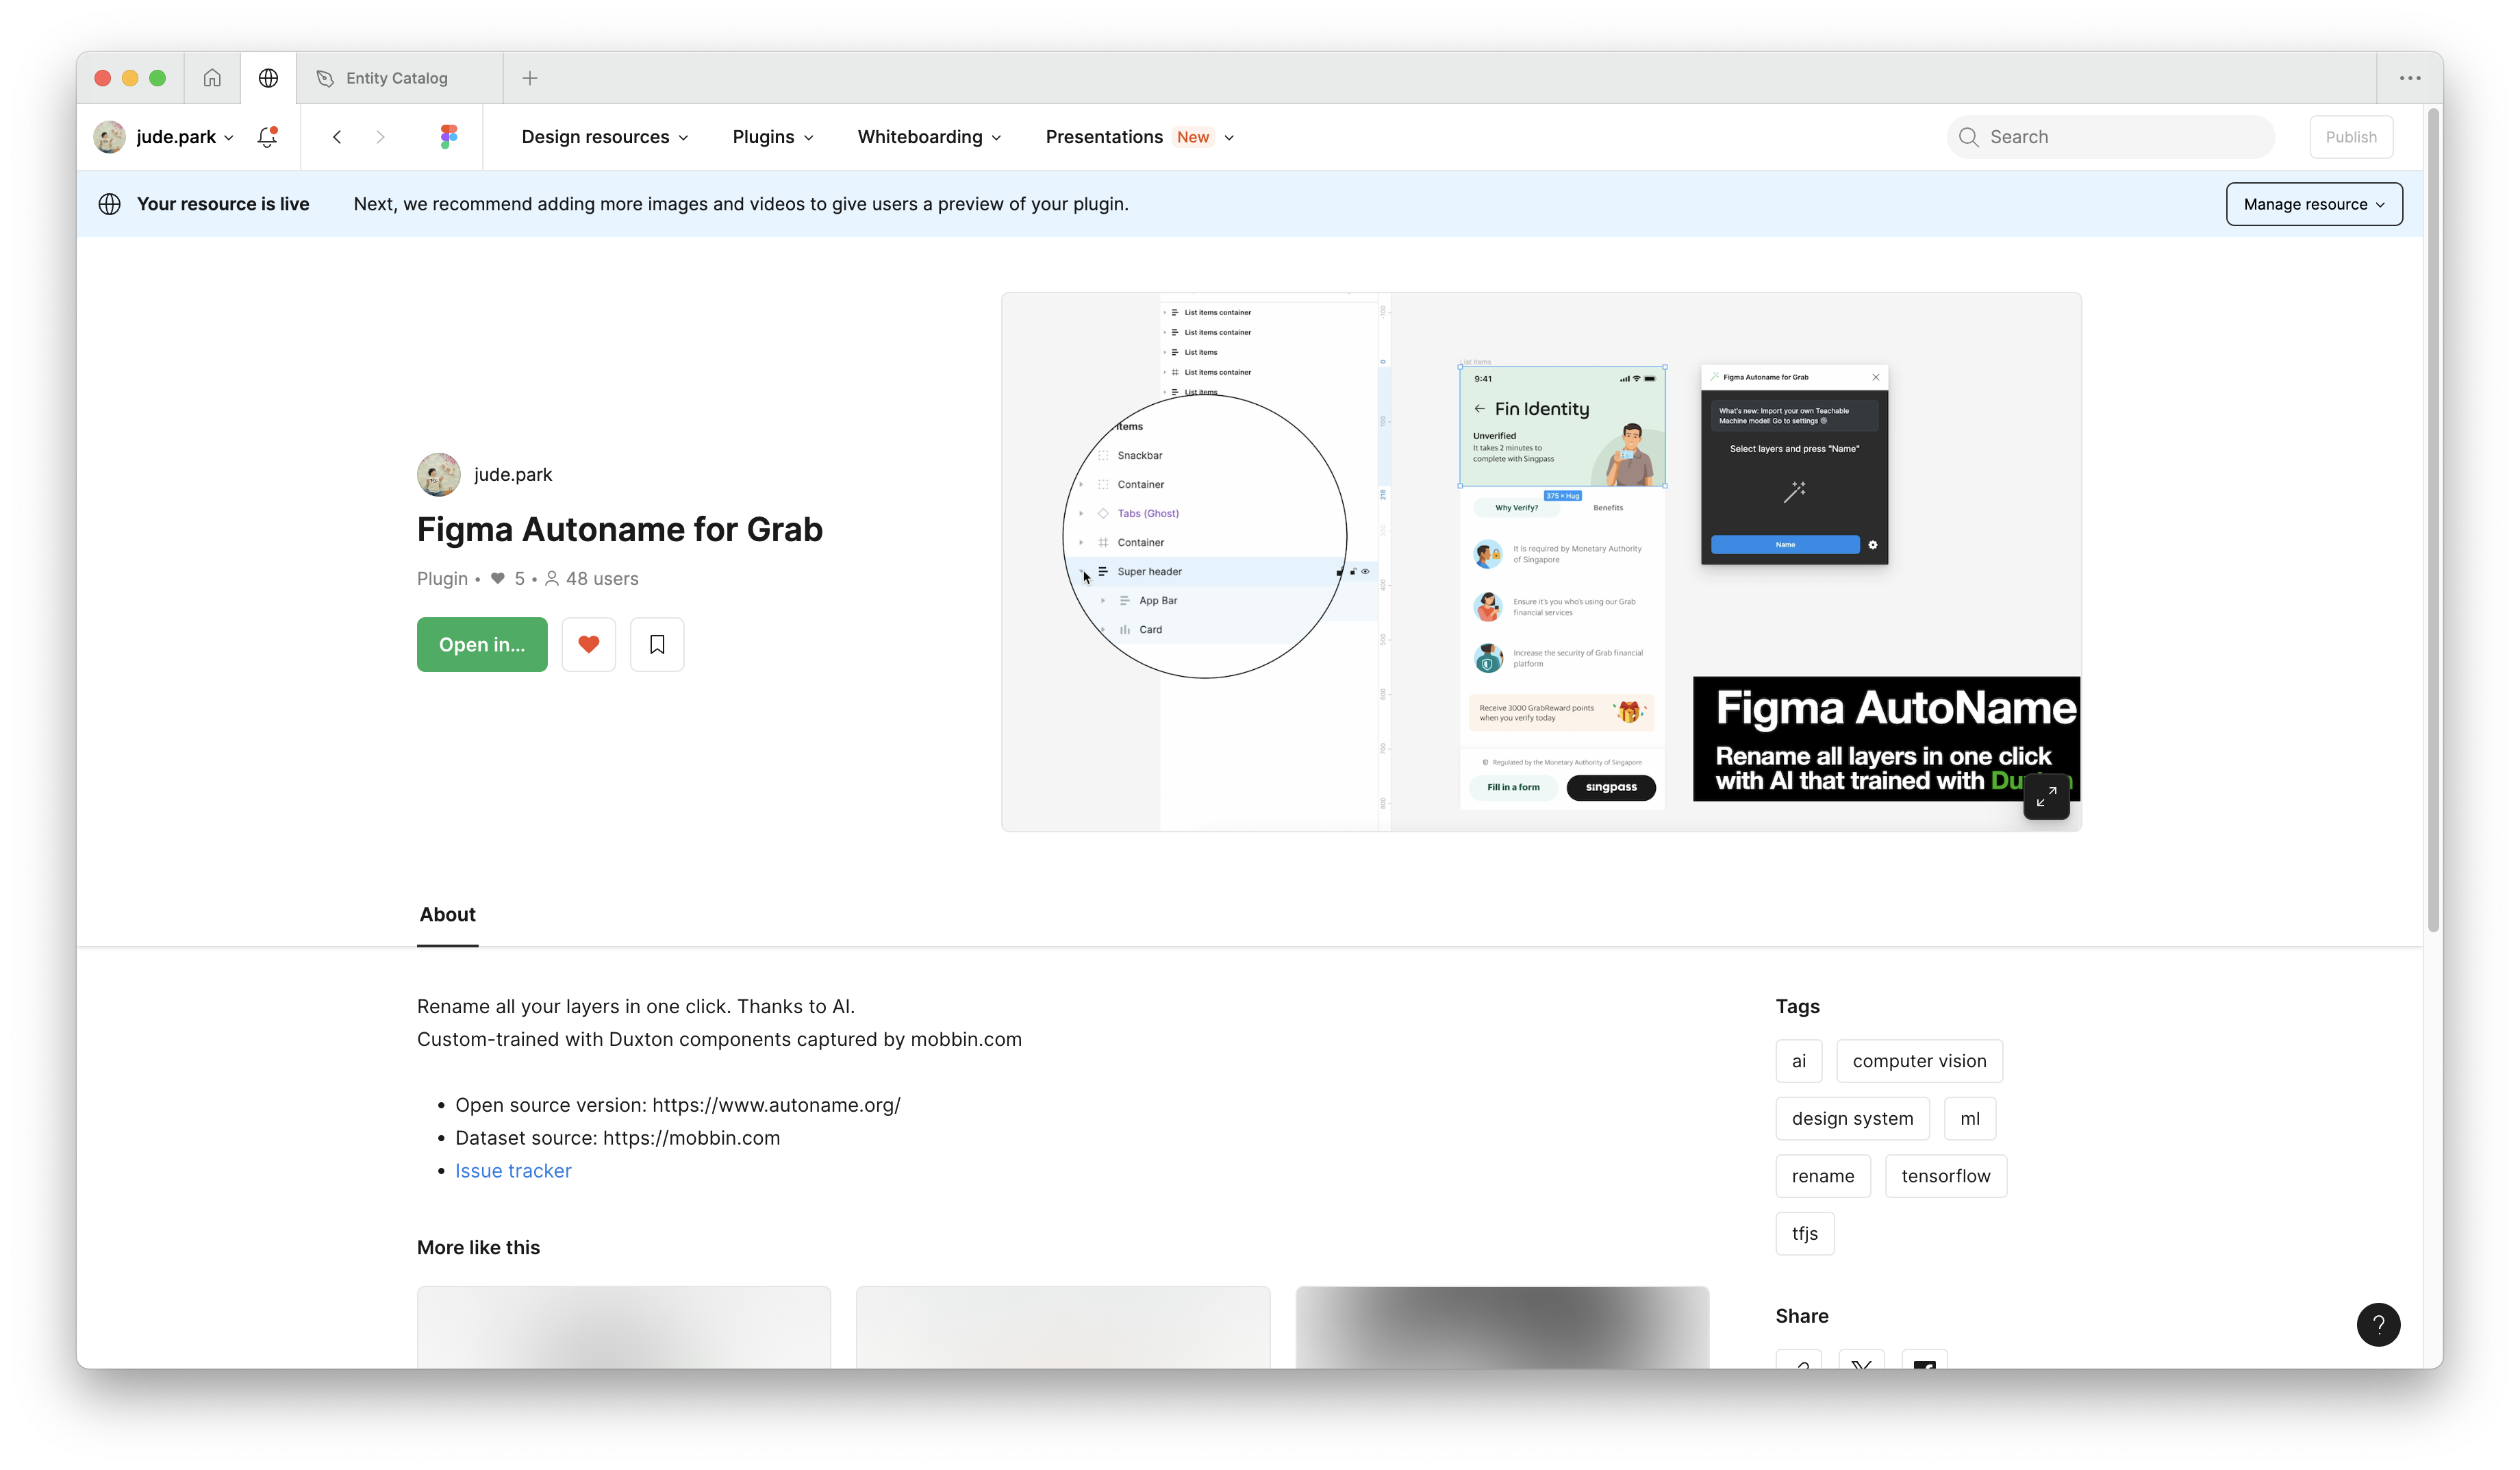 Entity Catalog
jude.park
Design resources
Plugins
Whiteboarding
Presentations New
Search
Publish
Your resource is live
Next, we recommend adding more images and videos to give users a preview of your plugin.
Manage resource
jude.park
Figma Autoname for Grab
Plugin • 5 • 48 users
Open in...
List items container
List items container
List items
List items container
List items
items
Snackbar
Container
Tabs (Ghost)
Container
Super header
App Bar
Card
-100
0
100
218
400
500
600
700
800
List items
9:41
Fin Identity
Unverified
It takes 2 minutes to
complete with Singpass
375 × Hug
Why Verify?
Benefits
It is required by Monetary Authority
of Singapore
Ensure it's you who's using our Grab
financial services
Increase the security of Grab financial
platform
Receive 3000 GrabReward points
when you verify today
Regulated by the Monetary Authority of Singapore
Fill in a form
singpass
Figma Autoname for Grab
What's new: Import your own Teachable
Machine model! Go to settings
Select layers and press "Name"
Name
Figma AutoName
Rename all layers in one click
with AI that trained with
About
Rename all your layers in one click. Thanks to AI.
Custom-trained with Duxton components captured by mobbin.com
• Open source version: https://www.autoname.org/
• Dataset source: https://mobbin.com
• Issue tracker
More like this
Tags
ai
computer vision
design system
ml
rename
tensorflow
tfjs
Share
?